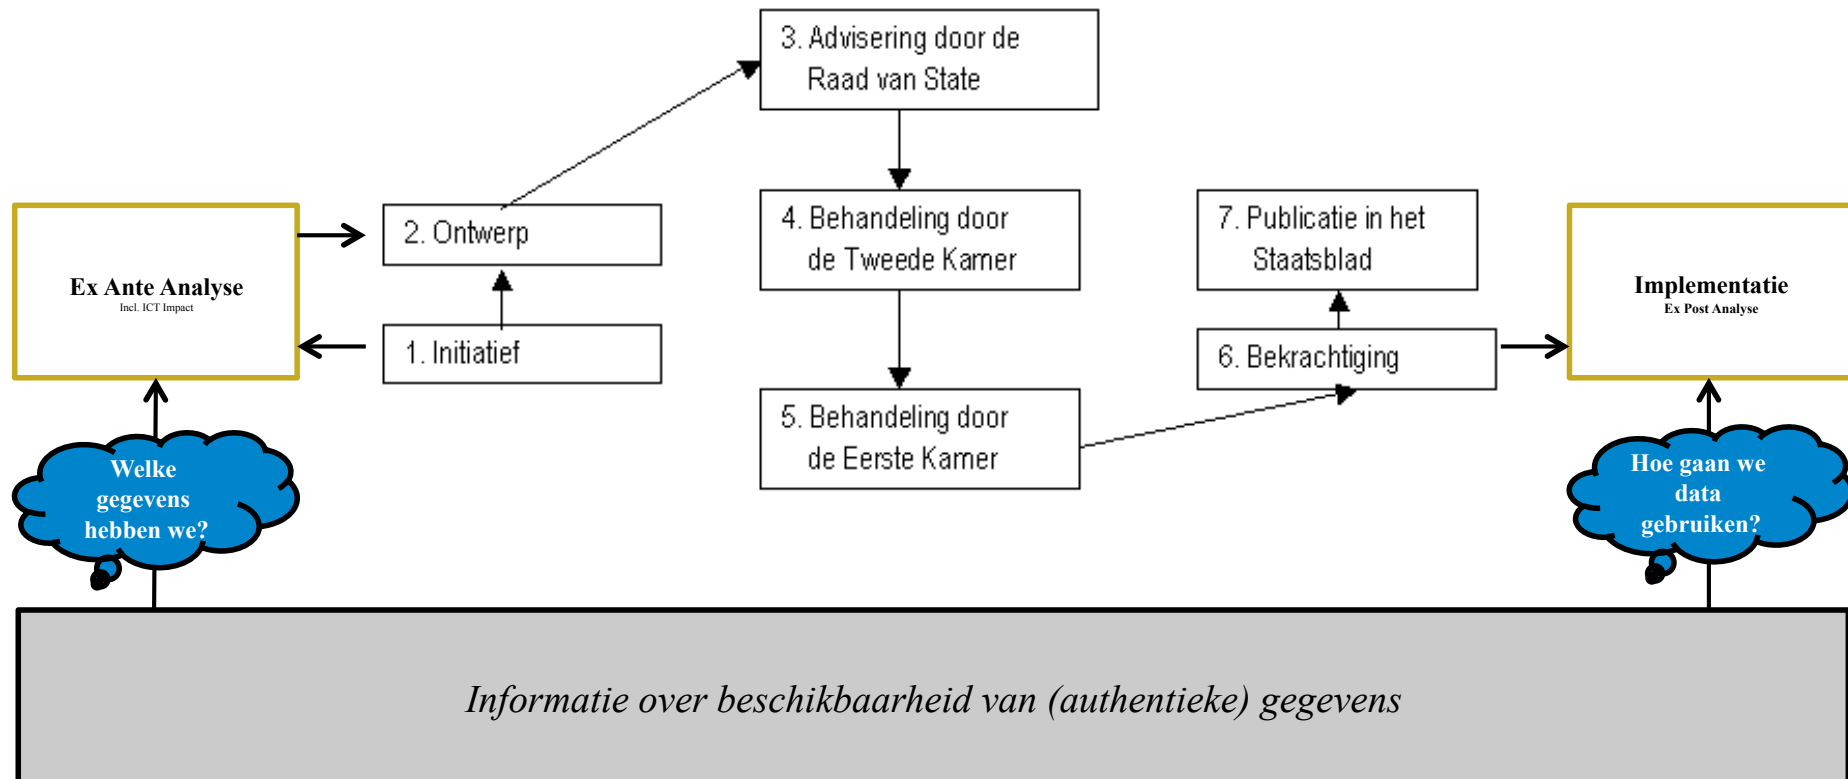 3. Advisering door de
Raad van State
2. Ontwerp
4. Behandeling door
de Tweede Kamer
7. Publicatie in het
Staatsblad
Ex Ante Analyse
Incl. ICT Impact
Implementatie
Ex Post Analyse
1. Initiatief
6. Bekrachtiging
5. Behandeling door
de Eerste Kamer
Welke
gegevens
hebben we?
Hoe gaan we
data
gebruiken?
Informatie over beschikbaarheid van (authentieke) gegevens